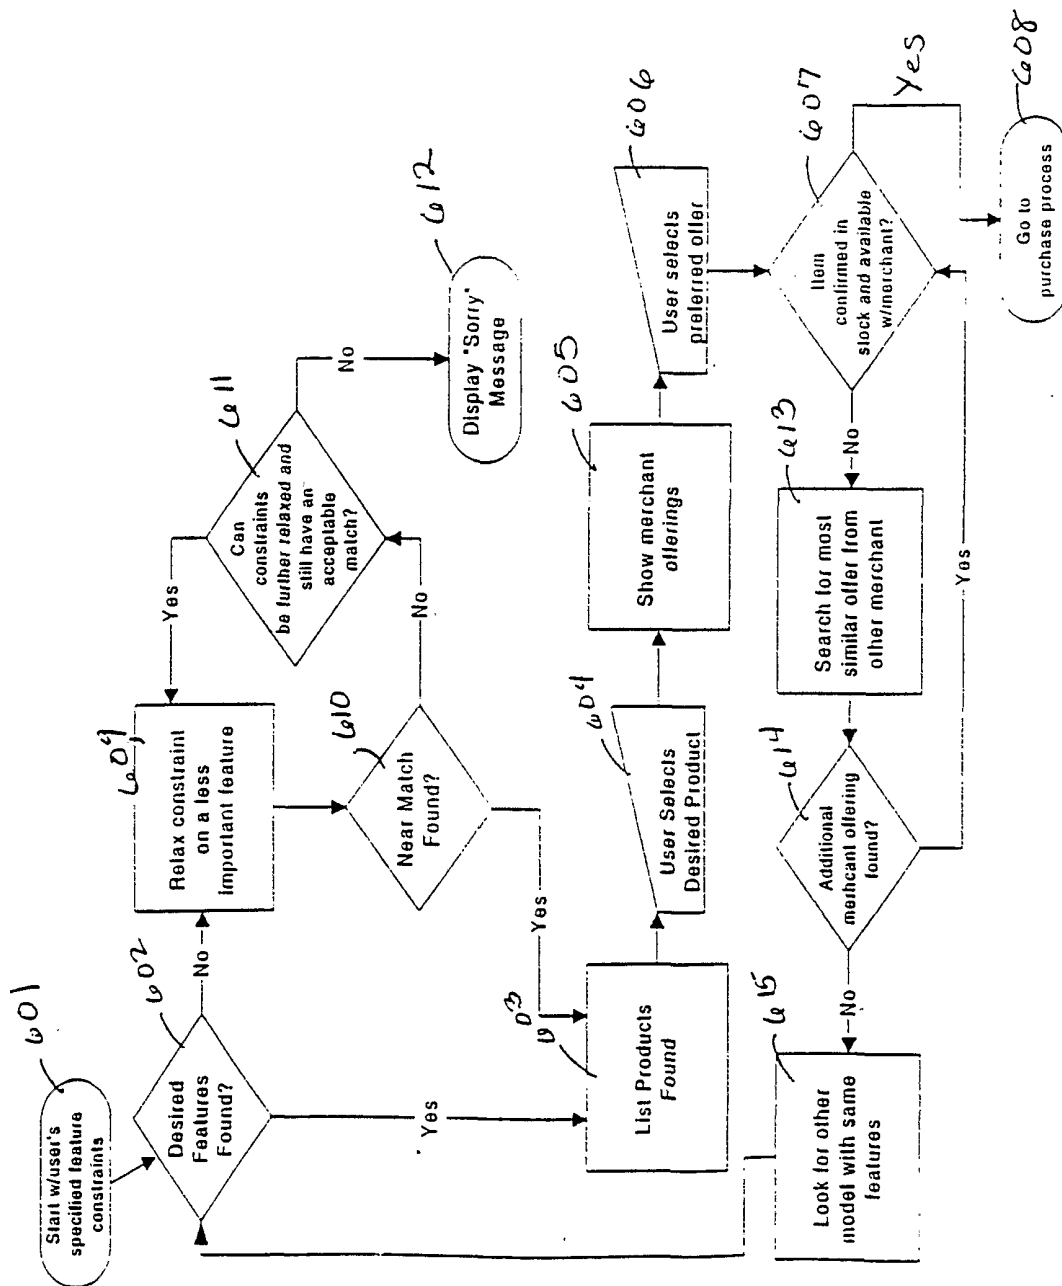 601
Start w/user's
specified feature
constraints
602
Desired
Features
Found?
No
Yes
609
Relax constraint
on a less
important feature
610
Near Match
Found?
No
Yes
611
Can
constraints
be further relaxed and
still have an
acceptable
match?
Yes
No
612
Display "Sorry"
Message
603
List Products
Found
604
User Selects
Desired Product
605
Show merchant
offerings
606
User selects
preferred offer
607
Item
confirmed in
stock and available
w/merchant?
Yes
No
608
Go to
purchase process
613
Search for most
similar offer from
other merchant
614
Additional
merhcant offering
found?
Yes
No
615
Look for other
model with same
features